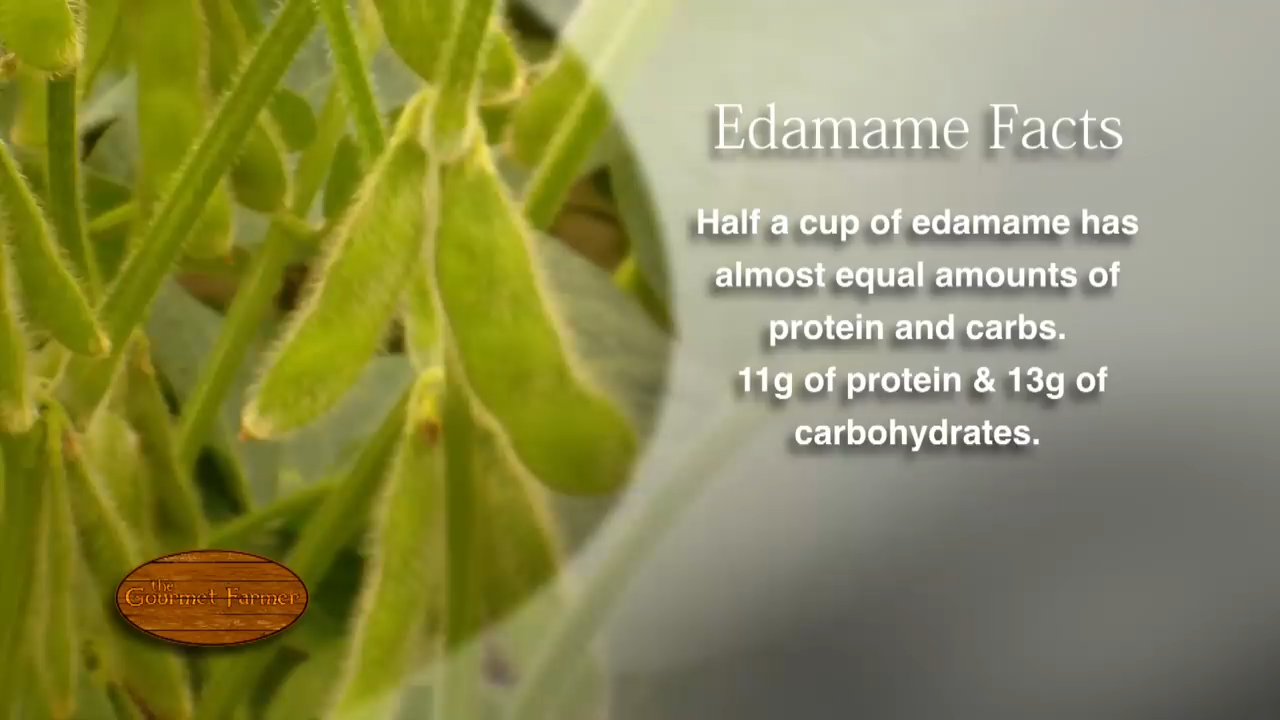 Edamame Facts
Half a cup of edamame has
almost equal amounts of
protein and carbs.
11g of protein & 13g of
carbohydrates.
the
Gourmet Farmer